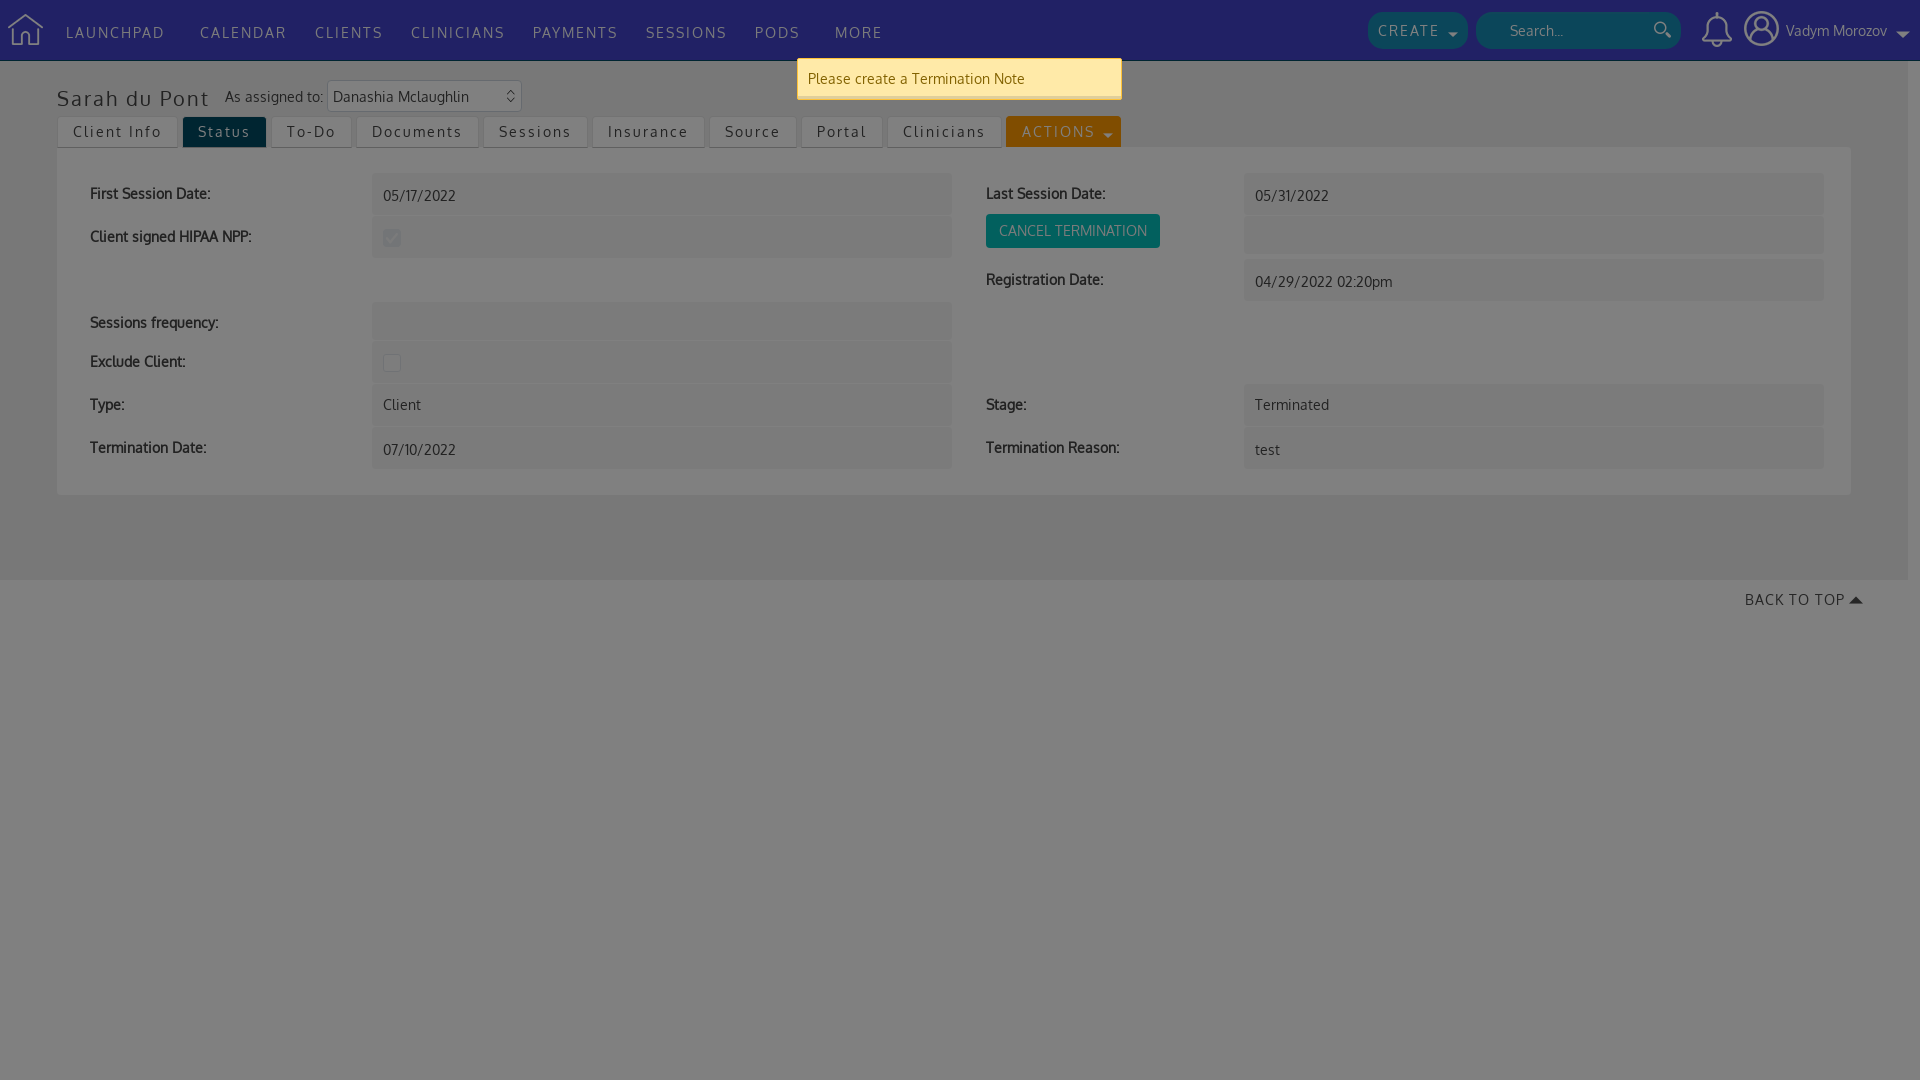 LAUNCHPAD CALENDAR CLIENTS CLINICIANS PAYMENTS SESSIONS PODS MORE CREATE Search... Vadym Morozov
Please create a Termination Note
Sarah du Pont As assigned to: Danashia Mclaughlin
Client Info Status To-Do Documents Sessions Insurance Source Portal Clinicians ACTIONS
First Session Date: 05/17/2022 Last Session Date: 05/31/2022
Client signed HIPAA NPP: CANCEL TERMINATION
Registration Date: 04/29/2022 02:20pm
Sessions frequency:
Exclude Client:
Type: Client Stage: Terminated
Termination Date: 07/10/2022 Termination Reason: test
BACK TO TOP